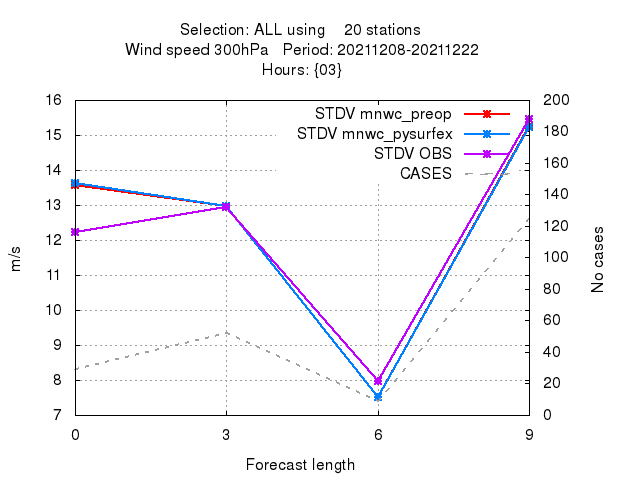 Selection: ALL using    20 stations
Wind speed 300hPa   Period: 20211208-20211222
Hours: {03}
STDV mnwc_preop
STDV mnwc_pysurfex
STDV OBS
CASES
16
15
14
13
12
11
10
9
8
7
m/s
200
180
160
140
120
100
80
60
40
20
0
No cases
0 3 6 9
Forecast length